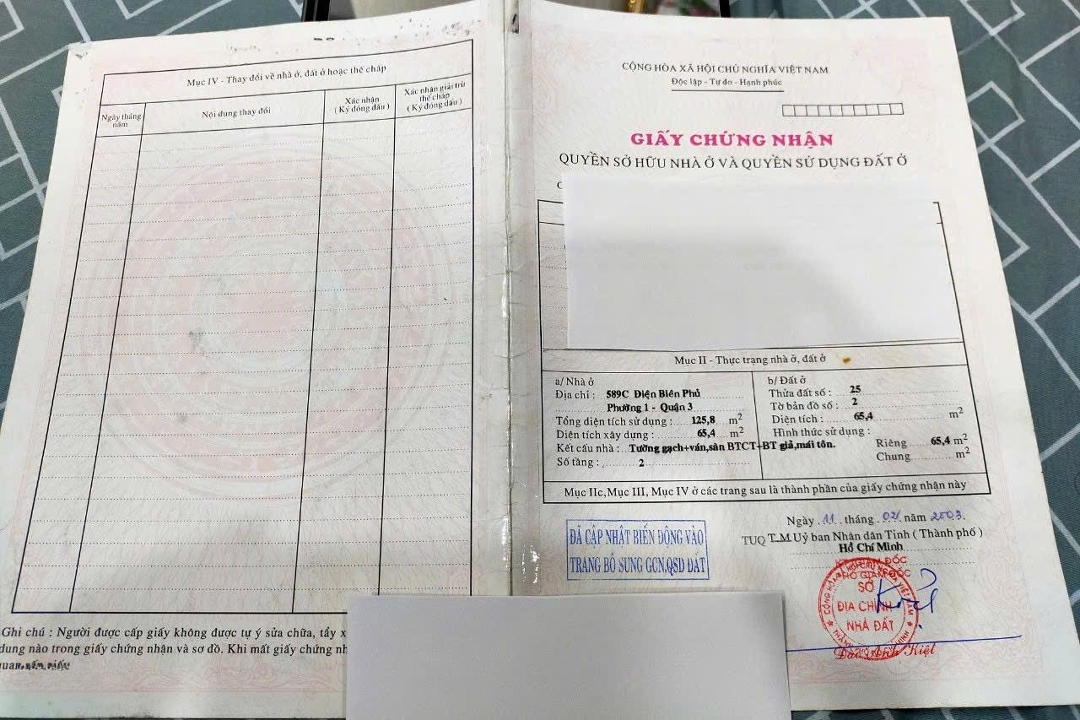 Mục IV - Thay đổi về nhà ở, đất ở hoặc thế chấp
Ngày tháng năm
Nội dung thay đổi
Xác nhận
( Ký đóng dấu )
Xác nhận giải trừ thế chấp
( Ký đóng dấu )
Ghi chú : Người được cấp giấy không được tự ý sửa chữa, tẩy x
dung nào trong giấy chứng nhận và sơ đồ. Khi mất giấy chứng nh
CỘNG HÒA XÃ HỘI CHỦ NGHĨA VIỆT NAM
Độc lập - Tự do - Hạnh phúc
GIẤY CHỨNG NHẬN
QUYỀN SỞ HỮU NHÀ Ở VÀ QUYỀN SỬ DỤNG ĐẤT Ở
Mục II - Thực trạng nhà ở, đất ở
a/ Nhà ở
Địa chỉ : 589C Điện Biên Phủ
Phường 1 - Quận 3
Tổng diện tích sử dụng : 125,8 m2
Diện tích xây dựng : 65,4 m2
Kết cấu nhà : Tường gạch+ván,sàn BTCT+BT giả,mái tôn.
Số tầng : 2
b/ Đất ở
Thửa đất số : 25
Tờ bản đồ số : 2
Diện tích : 65,4 m2
Hình thức sử dụng :
Riêng 65,4 m2
Chung m2
Mục IIc,Mục III, Mục IV ở các trang sau là thành phần của giấy chứng nhận này
ĐÃ CẬP NHẬT BIẾN ĐỘNG VÀO
TRANG BỔ SUNG GCN,QSD ĐẤT
Ngày 11 tháng 02 năm 2003
TUQ T.M Uỷ ban Nhân dân Tỉnh ( Thành phố )
Hồ Chí Minh
SỞ
ĐỊA CHÍNH
NHÀ ĐẤT
Đào Anh Kiệt